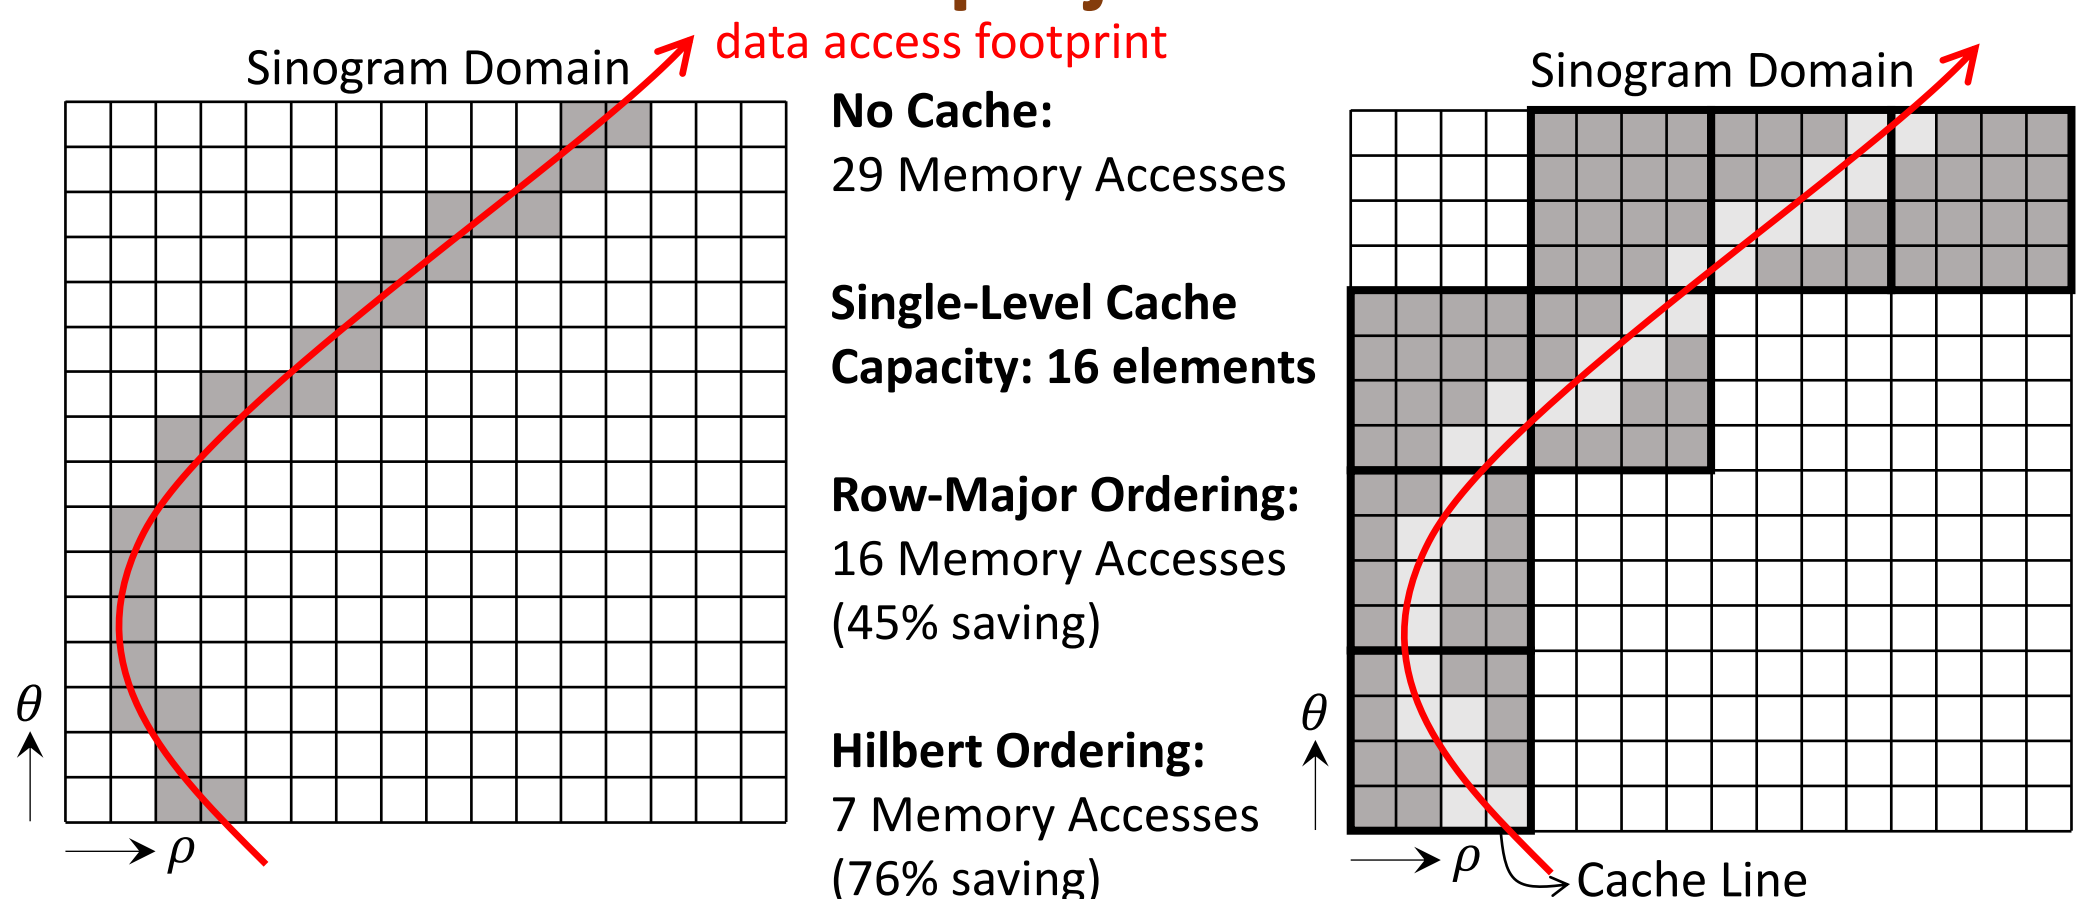 Sinogram Domain
data access footprint
θ
ρ
No Cache:
29 Memory Accesses
Single-Level Cache
Capacity: 16 elements
Row-Major Ordering:
16 Memory Accesses
(45% saving)
Hilbert Ordering:
7 Memory Accesses
(76% saving)
Sinogram Domain
θ
ρ
Cache Line